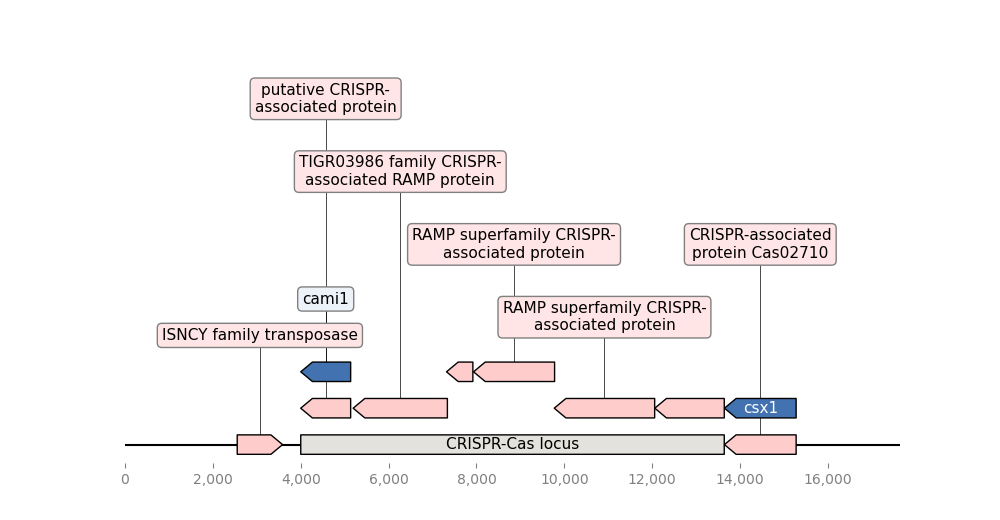 putative CRISPR-
associated protein
TIGR03986 family CRISPR-
associated RAMP protein
RAMP superfamily CRISPR-
associated protein
CRISPR-associated
protein Cas02710
cami1
RAMP superfamily CRISPR-
associated protein
ISNCY family transposase
csx1
CRISPR-Cas locus
0 2,000 4,000 6,000 8,000 10,000 12,000 14,000 16,000